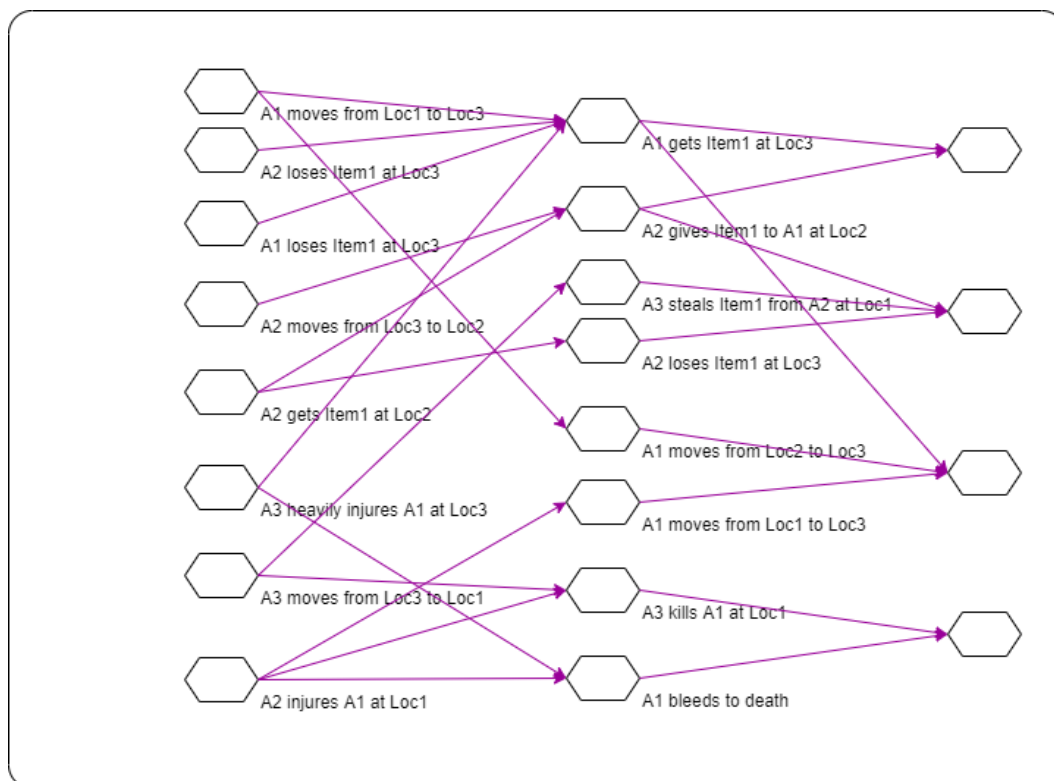 A1 moves from Loc1 to Loc3
A2 loses Item1 at Loc3
A1 loses Item1 at Loc3
A2 moves from Loc3 to Loc2
A2 gets Item1 at Loc2
A3 heavily injures A1 at Loc3
A3 moves from Loc3 to Loc1
A2 injures A1 at Loc1
A1 gets Item1 at Loc3
A2 gives Item1 to A1 at Loc2
A3 steals Item1 from A2 at Loc1
A2 loses Item1 at Loc3
A1 moves from Loc2 to Loc3
A1 moves from Loc1 to Loc3
A3 kills A1 at Loc1
A1 bleeds to death